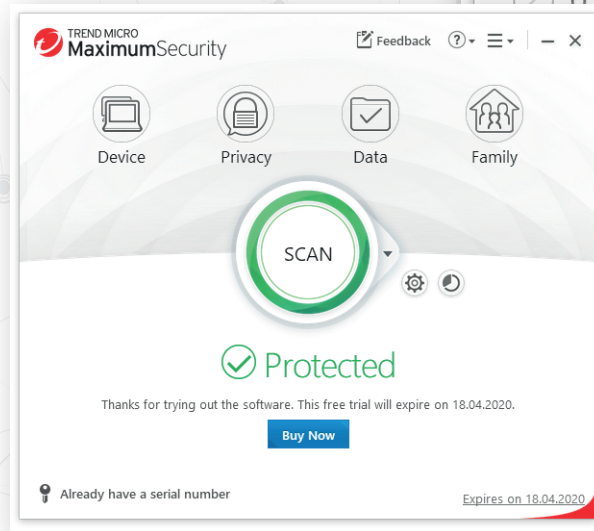 TREND MICRO
MaximumSecurity
Feedback ?
Device Privacy Data Family
SCAN
Protected
Thanks for trying out the software. This free trial will expire on 18.04.2020.
Buy Now
Already have a serial number Expires on 18.04.2020